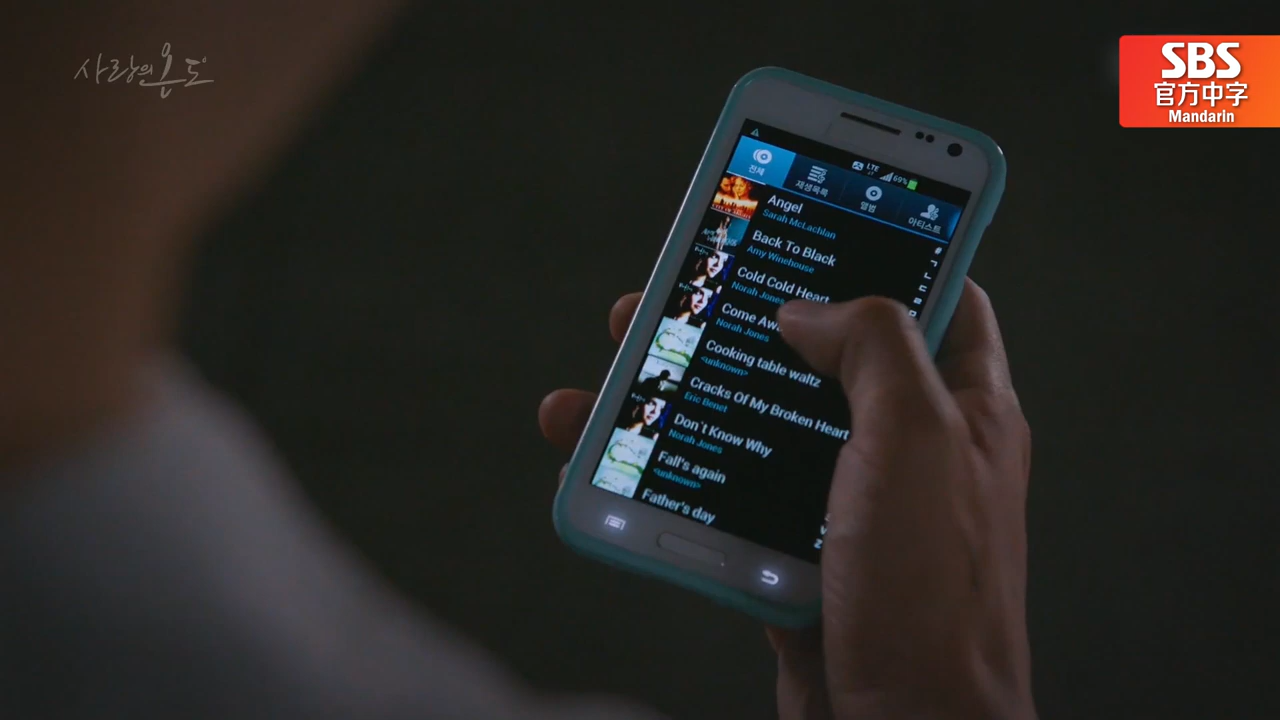 사랑의온도
SBS
官方中字
Mandarin
LTE
69%
전체
재생목록
앨범
아티스트
Angel
Sarah McLachlan
Back To Black
Amy Winehouse
Cold Cold Heart
Norah Jones
Come Awa
Norah Jones
Cooking table waltz
<unknown>
Cracks Of My Broken Heart
Eric Benet
Don`t Know Why
Norah Jones
Fall's again
<unknown>
Father's day
#
ㄱ
ㄴ
ㄷ
ㄹ
ㅁ
Z